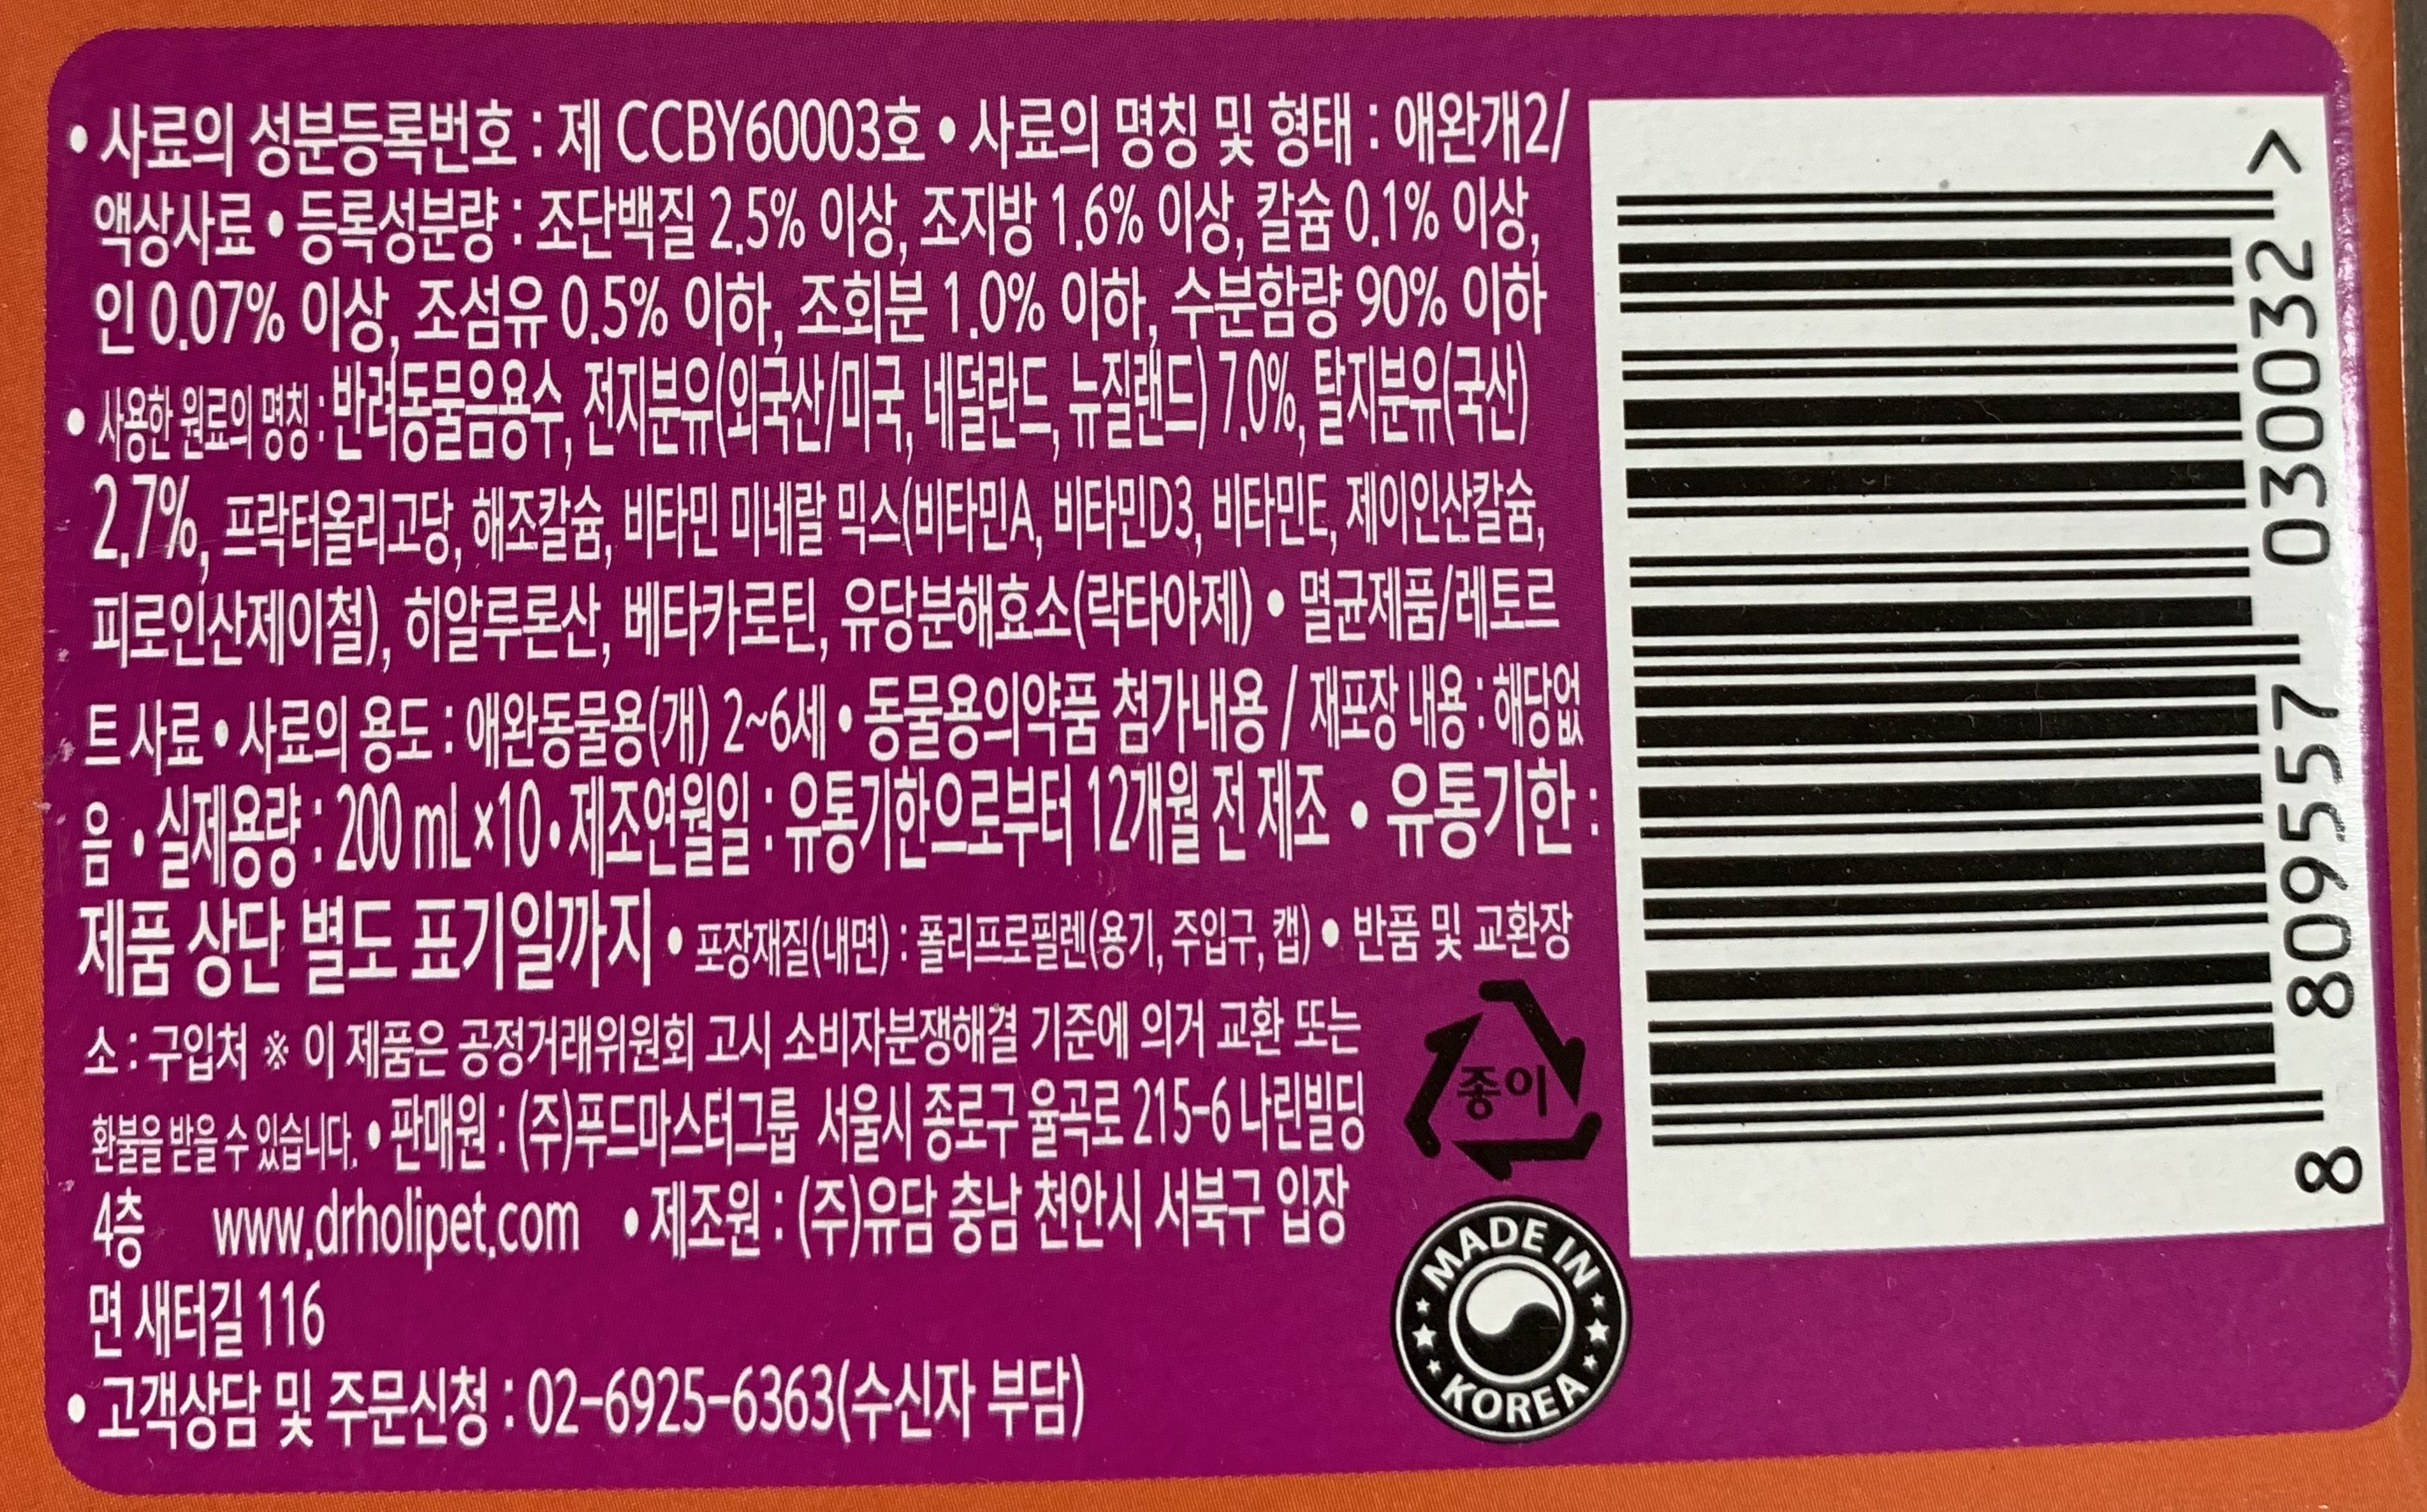 • 사료의 성분등록번호 : 제 CCBY60003호 • 사료의 명칭 및 형태 : 애완개2/
액상사료 • 등록성분량 : 조단백질 2.5% 이상, 조지방 1.6% 이상, 칼슘 0.1% 이상,
인 0.07% 이상, 조섬유 0.5% 이하, 조회분 1.0% 이하, 수분함량 90% 이하
• 사용한 원료의 명칭 : 반려동물음용수, 전지분유(외국산/미국, 네덜란드, 뉴질랜드) 7.0%, 탈지분유(국산)
2.7%, 프락터올리고당, 해조칼슘, 비타민 미네랄 믹스(비타민A, 비타민D3, 비타민E, 제이인산칼슘,
피로인산제이철), 히알루론산, 베타카로틴, 유당분해효소(락타아제) • 멸균제품/레토르
트 사료 • 사료의 용도 : 애완동물용(개) 2~6세 • 동물용의약품 첨가내용 / 재포장 내용 : 해당없
음 • 실제용량 : 200 mL×10 • 제조연월일 : 유통기한으로부터 12개월 전 제조 • 유통기한 :
제품 상단 별도 표기일까지 • 포장재질(내면) : 폴리프로필렌(용기, 주입구, 캡) • 반품 및 교환장
소 : 구입처 ※ 이 제품은 공정거래위원회 고시 소비자분쟁해결 기준에 의거 교환 또는
환불을 받을 수 있습니다. • 판매원 : (주)푸드마스터그룹 서울시 종로구 율곡로 215-6 나린빌딩
4층 www.drholipet.com • 제조원 : (주)유담 충남 천안시 서북구 입장
면 새터길 116
• 고객상담 및 주문신청 : 02-6925-6363(수신자 부담)
종이
MADE IN
KOREA
8 809557 030032 >